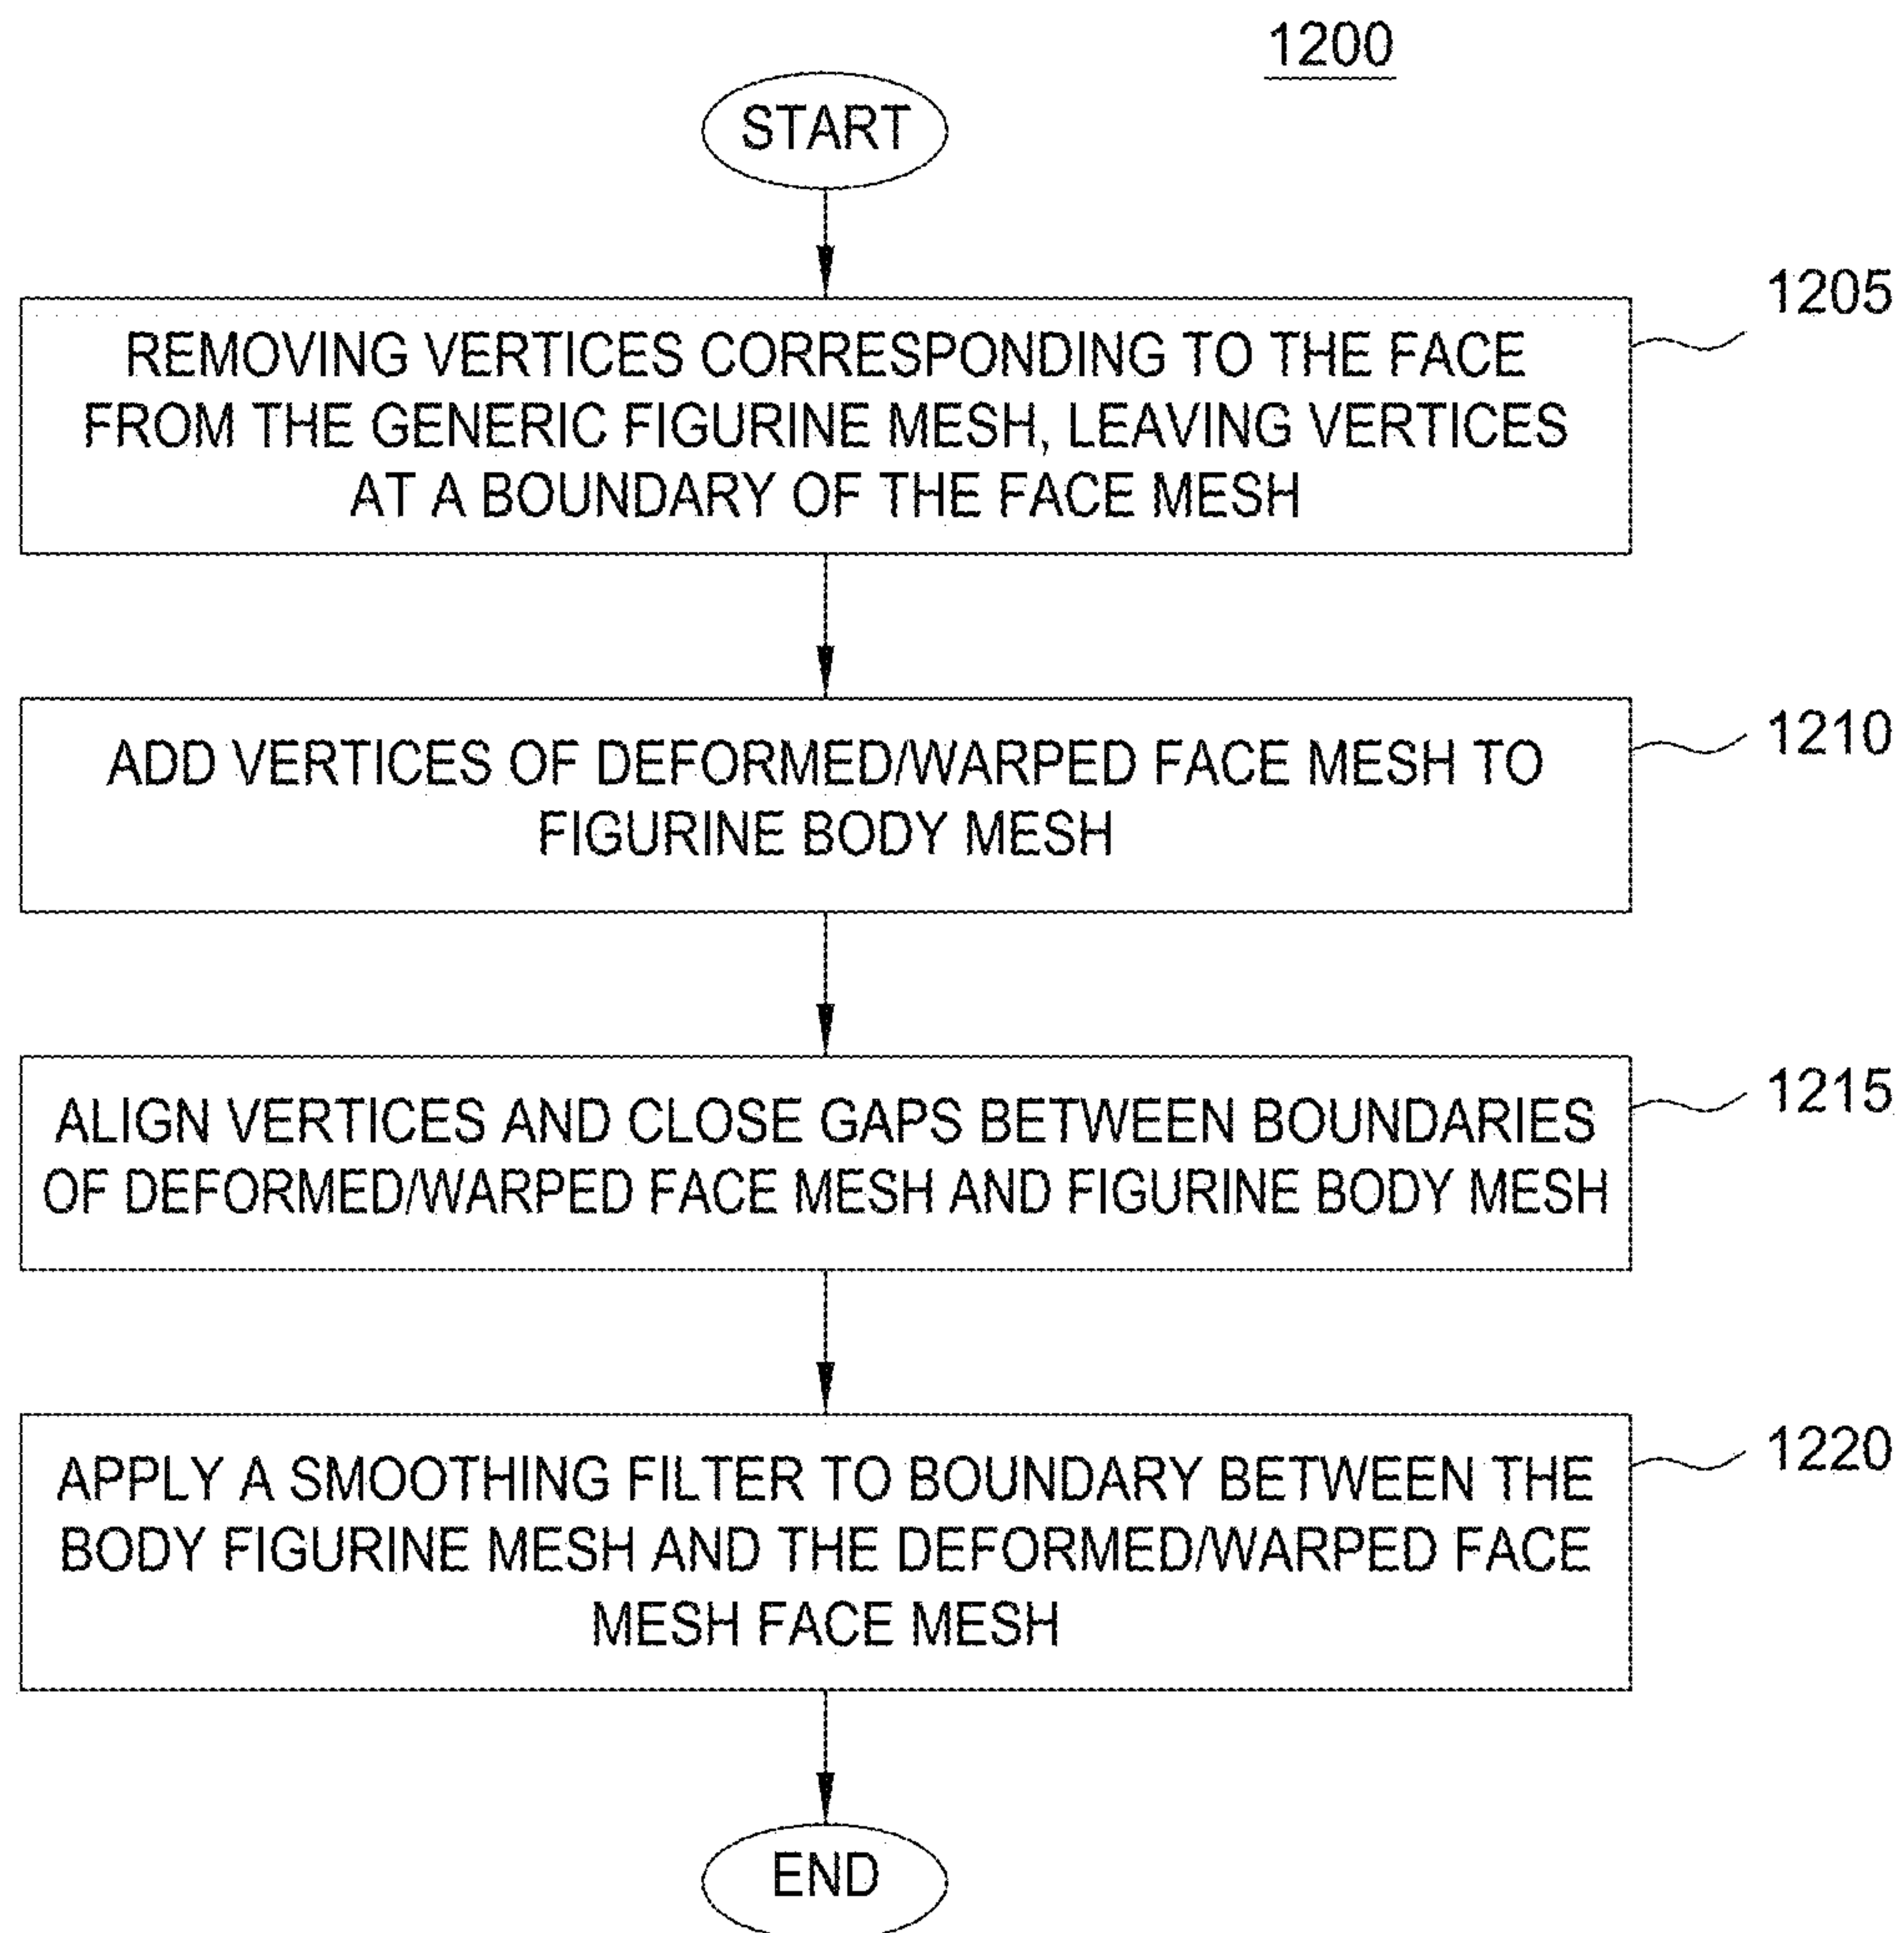 1200
START
1205
REMOVING VERTICES CORRESPONDING TO THE FACE
FROM THE GENERIC FIGURINE MESH, LEAVING VERTICES
AT A BOUNDARY OF THE FACE MESH
1210
ADD VERTICES OF DEFORMED/WARPED FACE MESH TO
FIGURINE BODY MESH
1215
ALIGN VERTICES AND CLOSE GAPS BETWEEN BOUNDARIES
OF DEFORMED/WARPED FACE MESH AND FIGURINE BODY MESH
1220
APPLY A SMOOTHING FILTER TO BOUNDARY BETWEEN THE
BODY FIGURINE MESH AND THE DEFORMED/WARPED FACE
MESH FACE MESH
END